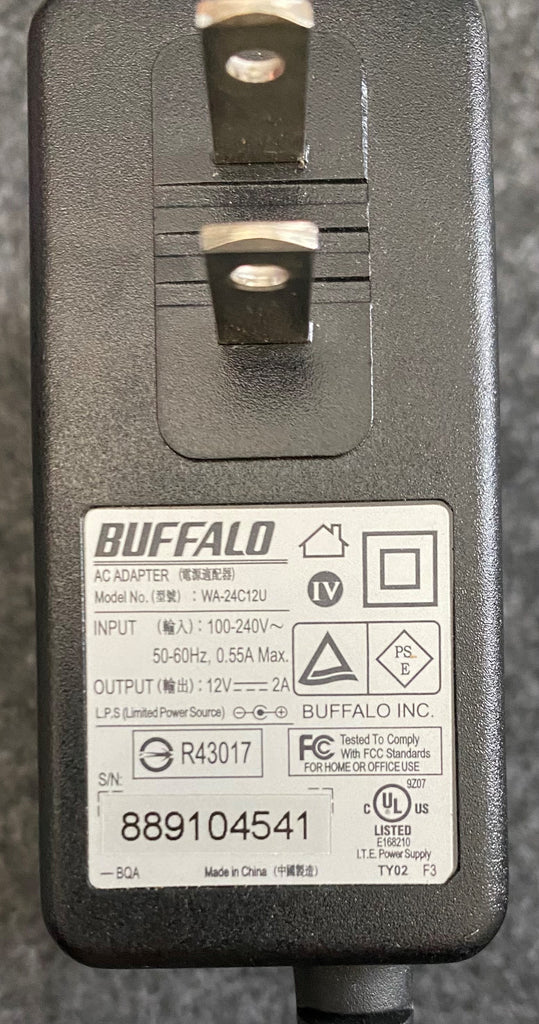 BUFFALO
AC ADAPTER (電源適配器)
Model No. (型號) : WA-24C12U
IV
INPUT (輸入) : 100-240V～
50-60Hz, 0.55A Max.
OUTPUT (輸出) : 12V⎓2A
PS
E
L.P.S (Limited Power Source)
BUFFALO INC.
R43017
FC Tested To Comply
With FCC Standards
FOR HOME OR OFFICE USE
S/N:
889104541
9Z07
C UL US
LISTED
E168210
I.T.E. Power Supply
—BQA
Made in China (中國製造)
TY02 F3